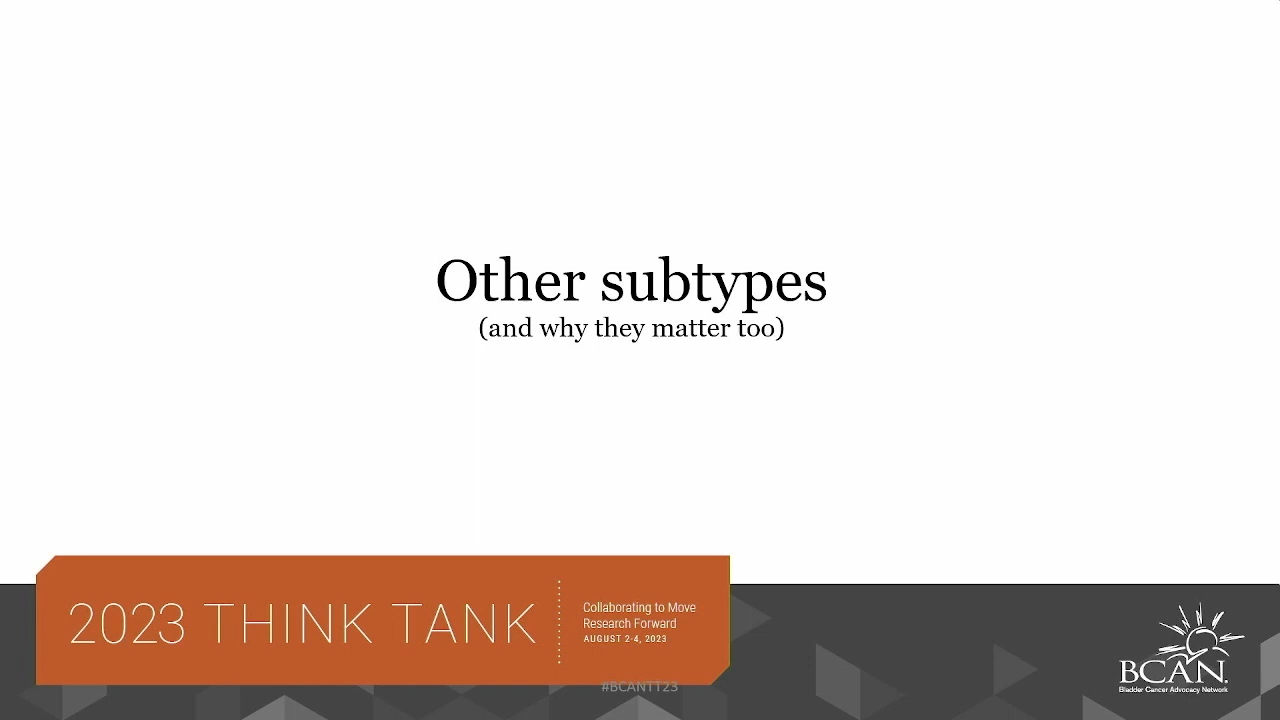 Other subtypes
(and why they matter too)
2023 THINK TANK
Collaborating to Move
Research Forward
AUGUST 2-4, 2023
#BCANTT23
BCAN.
Bladder Cancer Advocacy Network